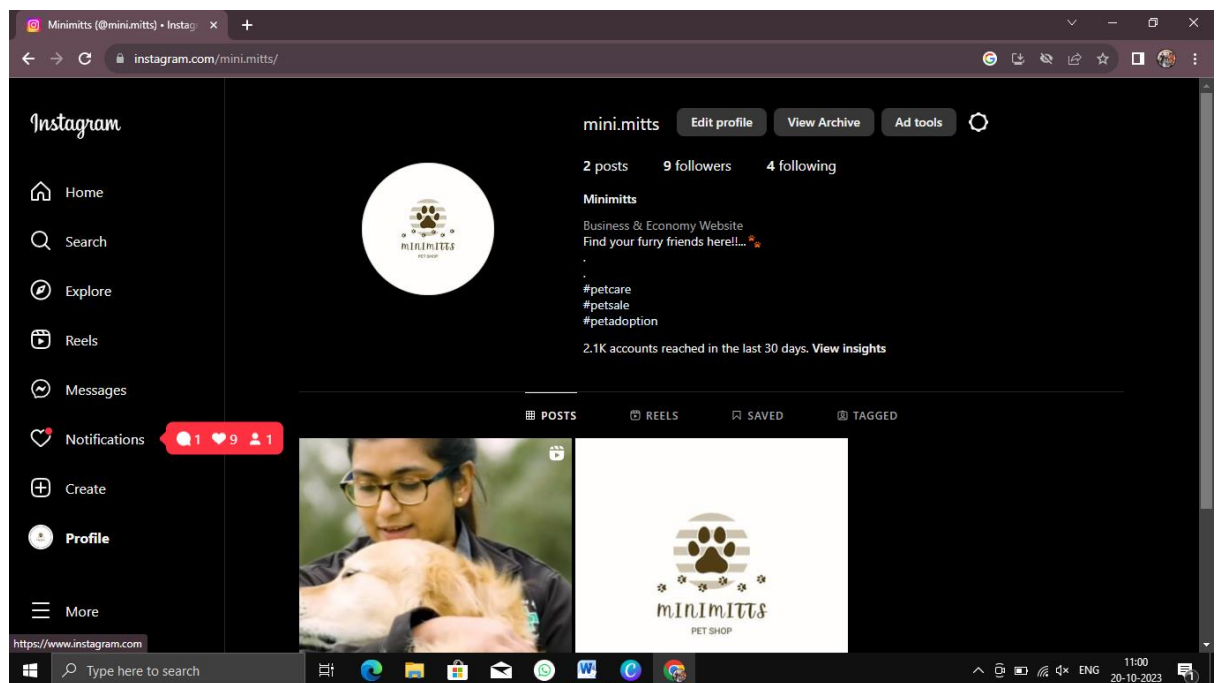 Minimitts (@mini.mitts) • Instag
instagram.com/mini.mitts/
Instagram
Home
Search
Explore
Reels
Messages
Notifications
1 9 1
Create
Profile
More
https://www.instagram.com
mini.mitts Edit profile View Archive Ad tools
2 posts 9 followers 4 following
Minimitts
Business & Economy Website
Find your furry friends here!!...🐾
.
.
#petcare
#petsale
#petadoption
2.1K accounts reached in the last 30 days. View insights
MINIMITTS
PET SHOP
POSTS REELS SAVED TAGGED
MINIMITTS
PET SHOP
Type here to search
ENG
11:00
20-10-2023